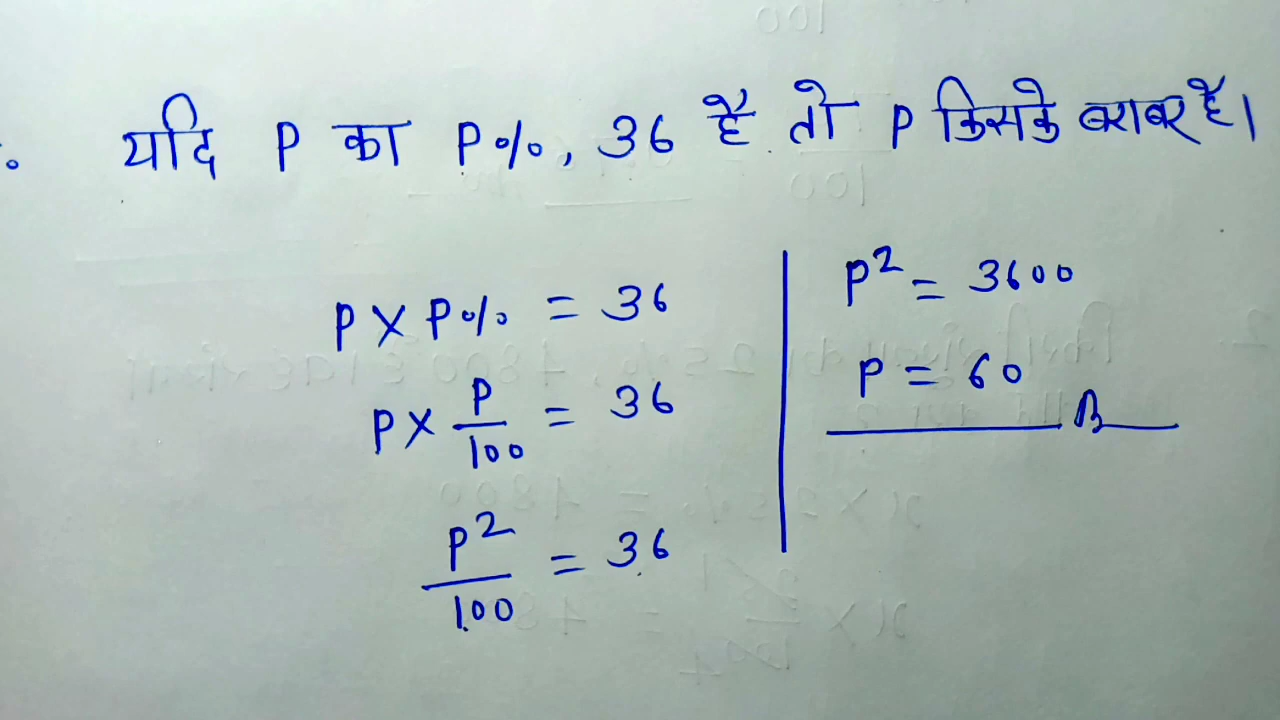 यदि P का P%, 36 है तो P किसके बराबर है।
P × P% = 36
P × P/100 = 36
P²/100 = 36
P² = 3600
P = 60